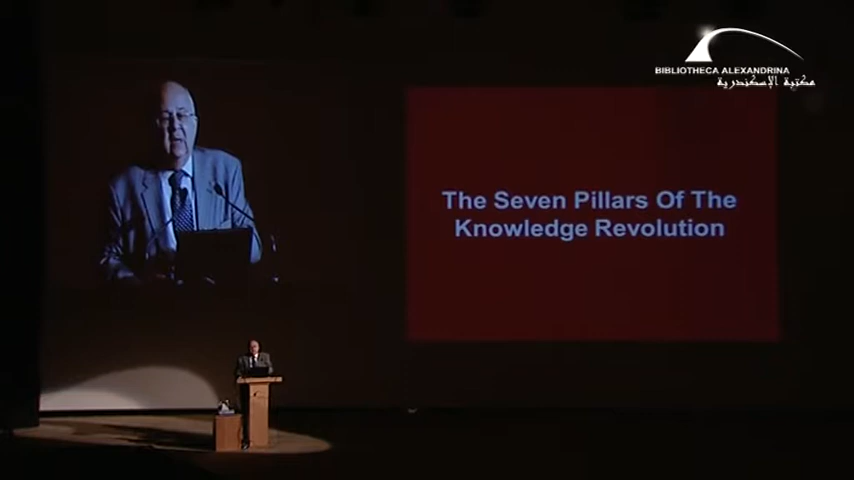 BIBLIOTHECA ALEXANDRINA
مكتبة الإسكندرية
The Seven Pillars Of The
Knowledge Revolution